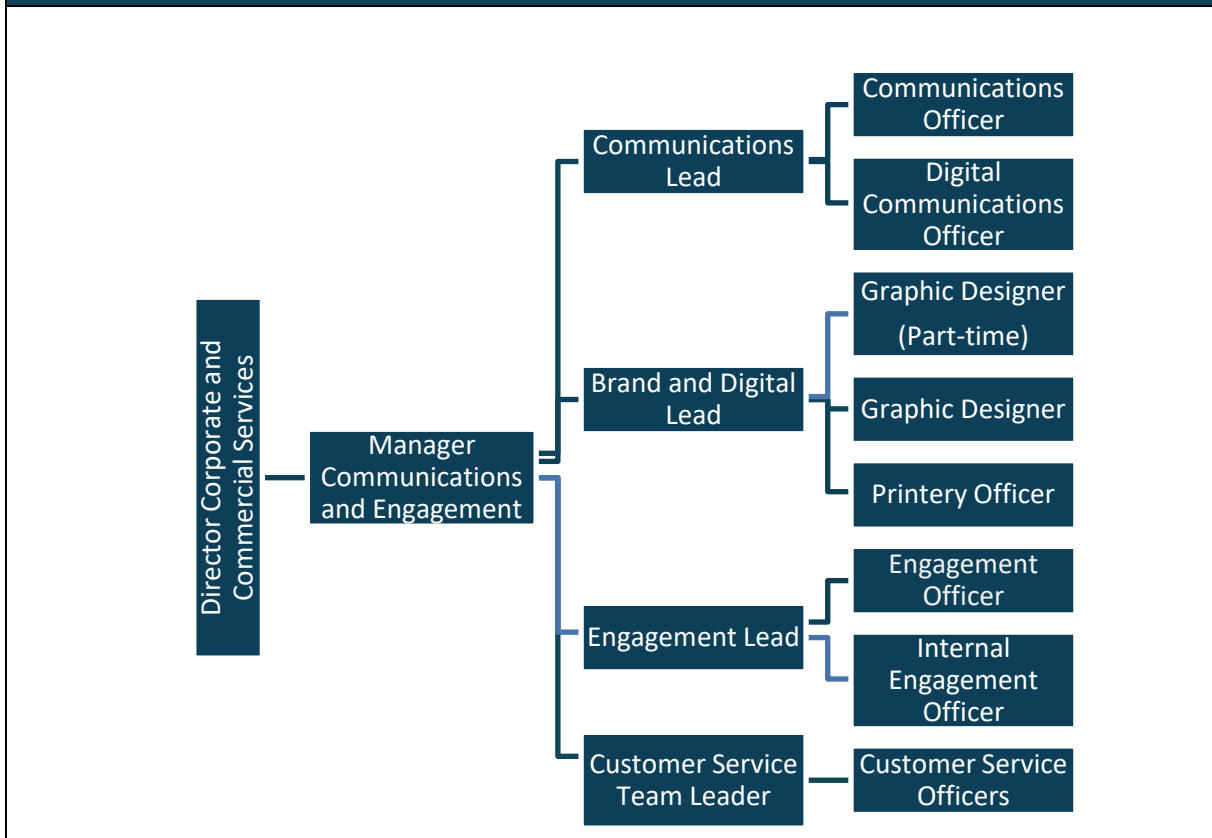 Director Corporate and
Commercial Services
Manager
Communications
and Engagement
Communications
Lead
Communications
Officer
Digital
Communications
Officer
Brand and Digital
Lead
Graphic Designer
(Part-time)
Graphic Designer
Printery Officer
Engagement Lead
Engagement
Officer
Internal
Engagement
Officer
Customer Service
Team Leader
Customer Service
Officers